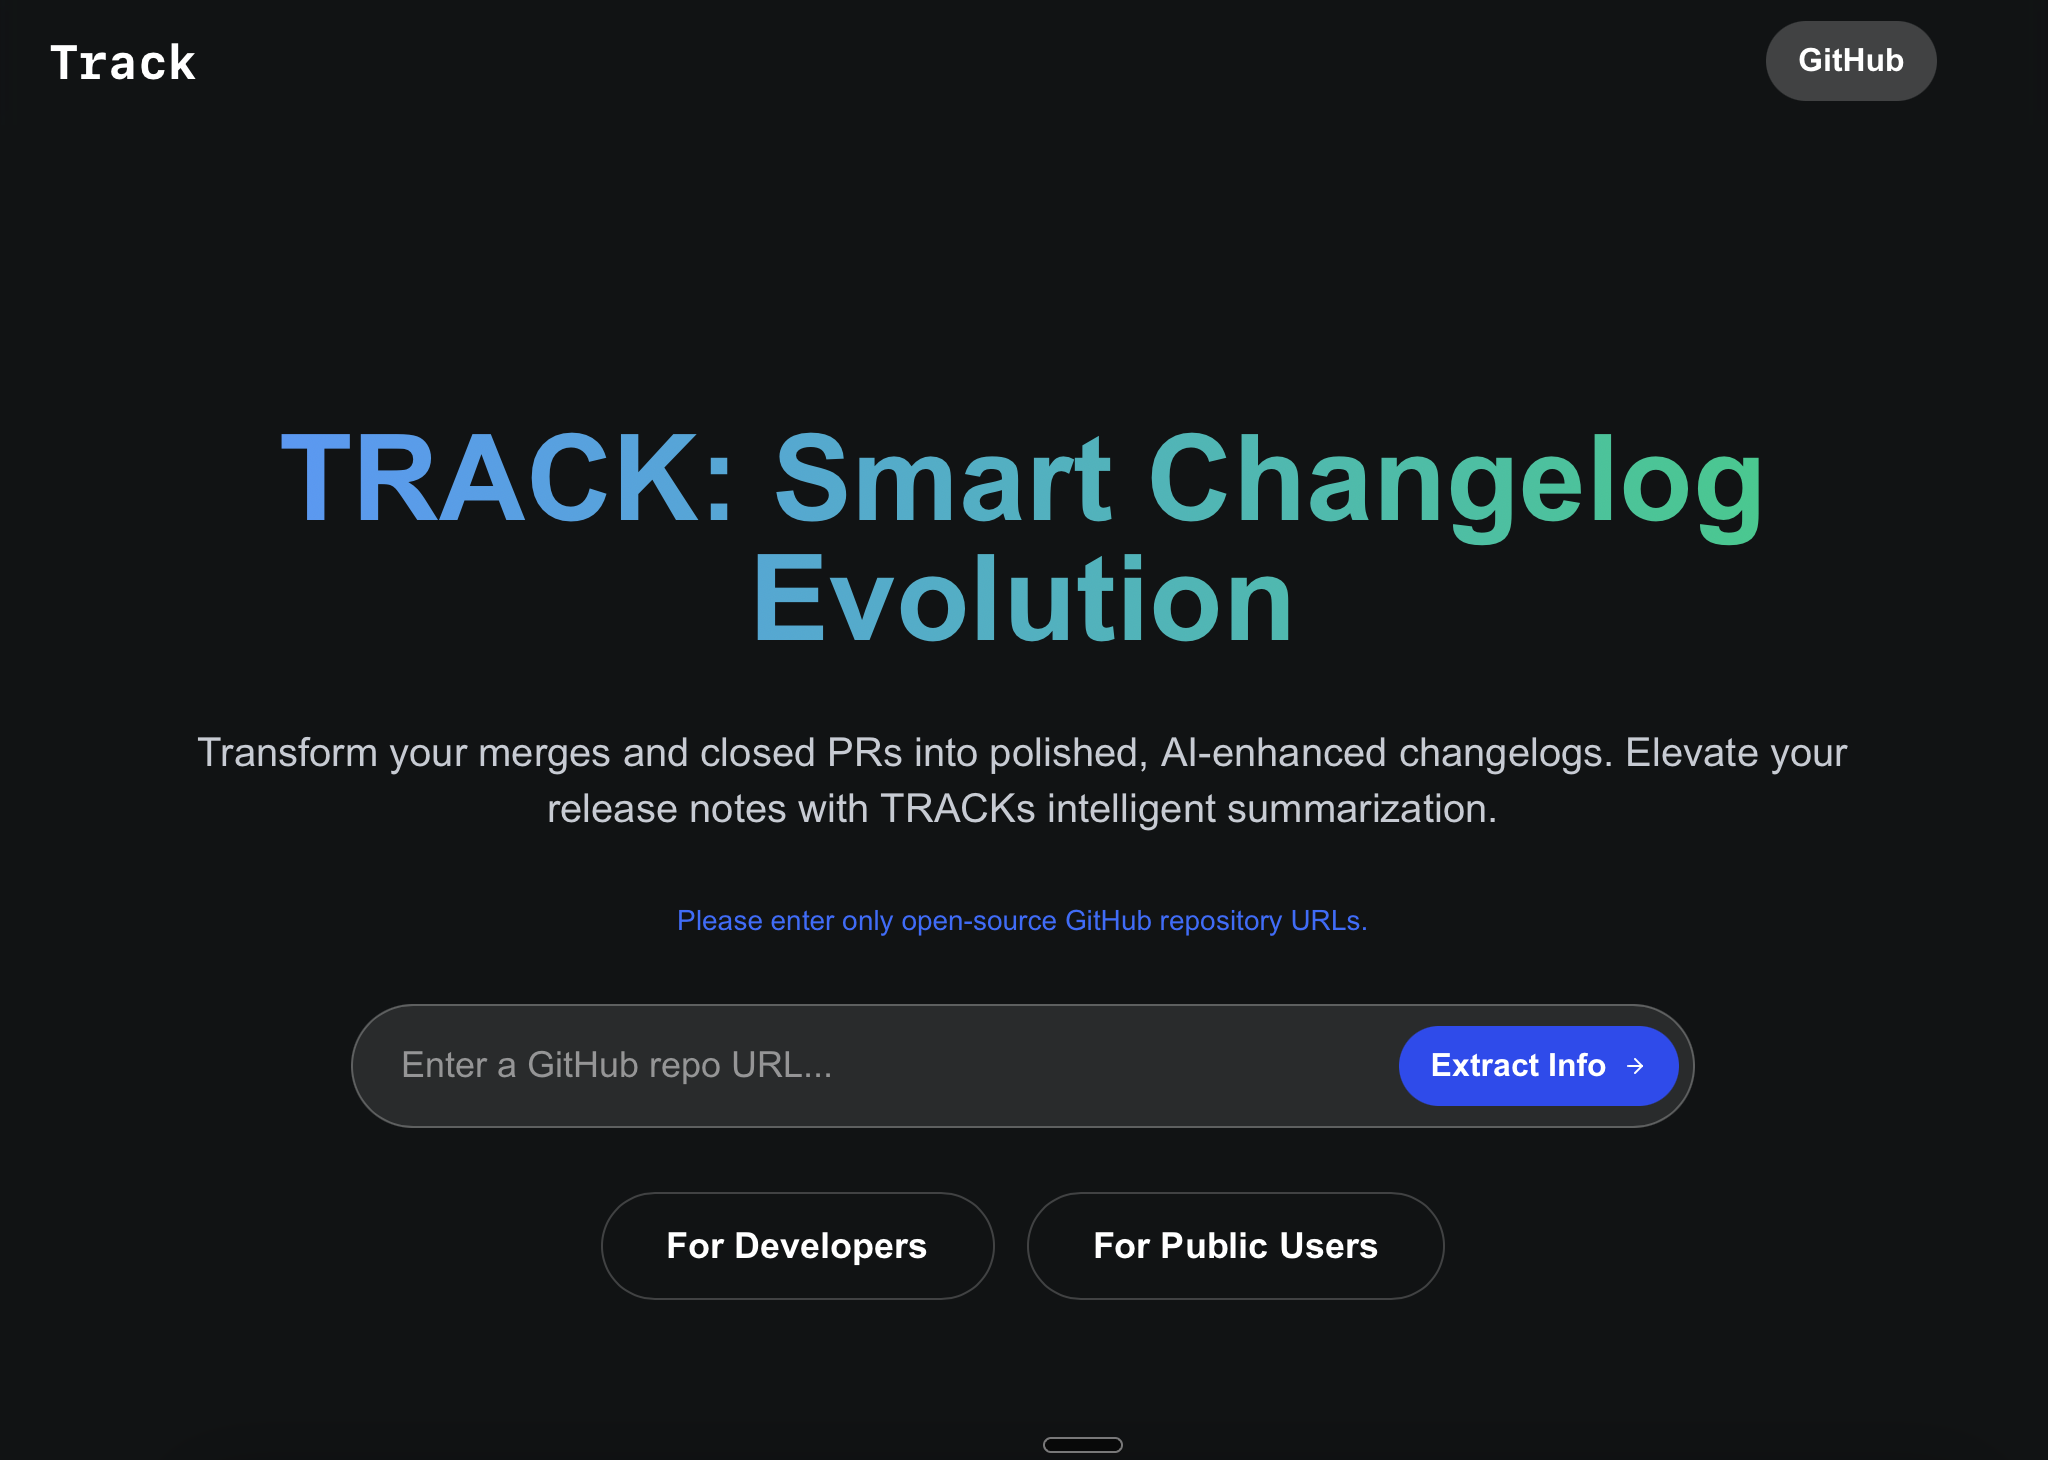 Track
GitHub
TRACK: Smart Changelog
Evolution
Transform your merges and closed PRs into polished, AI-enhanced changelogs. Elevate your
release notes with TRACKs intelligent summarization.
Please enter only open-source GitHub repository URLs.
Enter a GitHub repo URL...
Extract Info →
For Developers
For Public Users